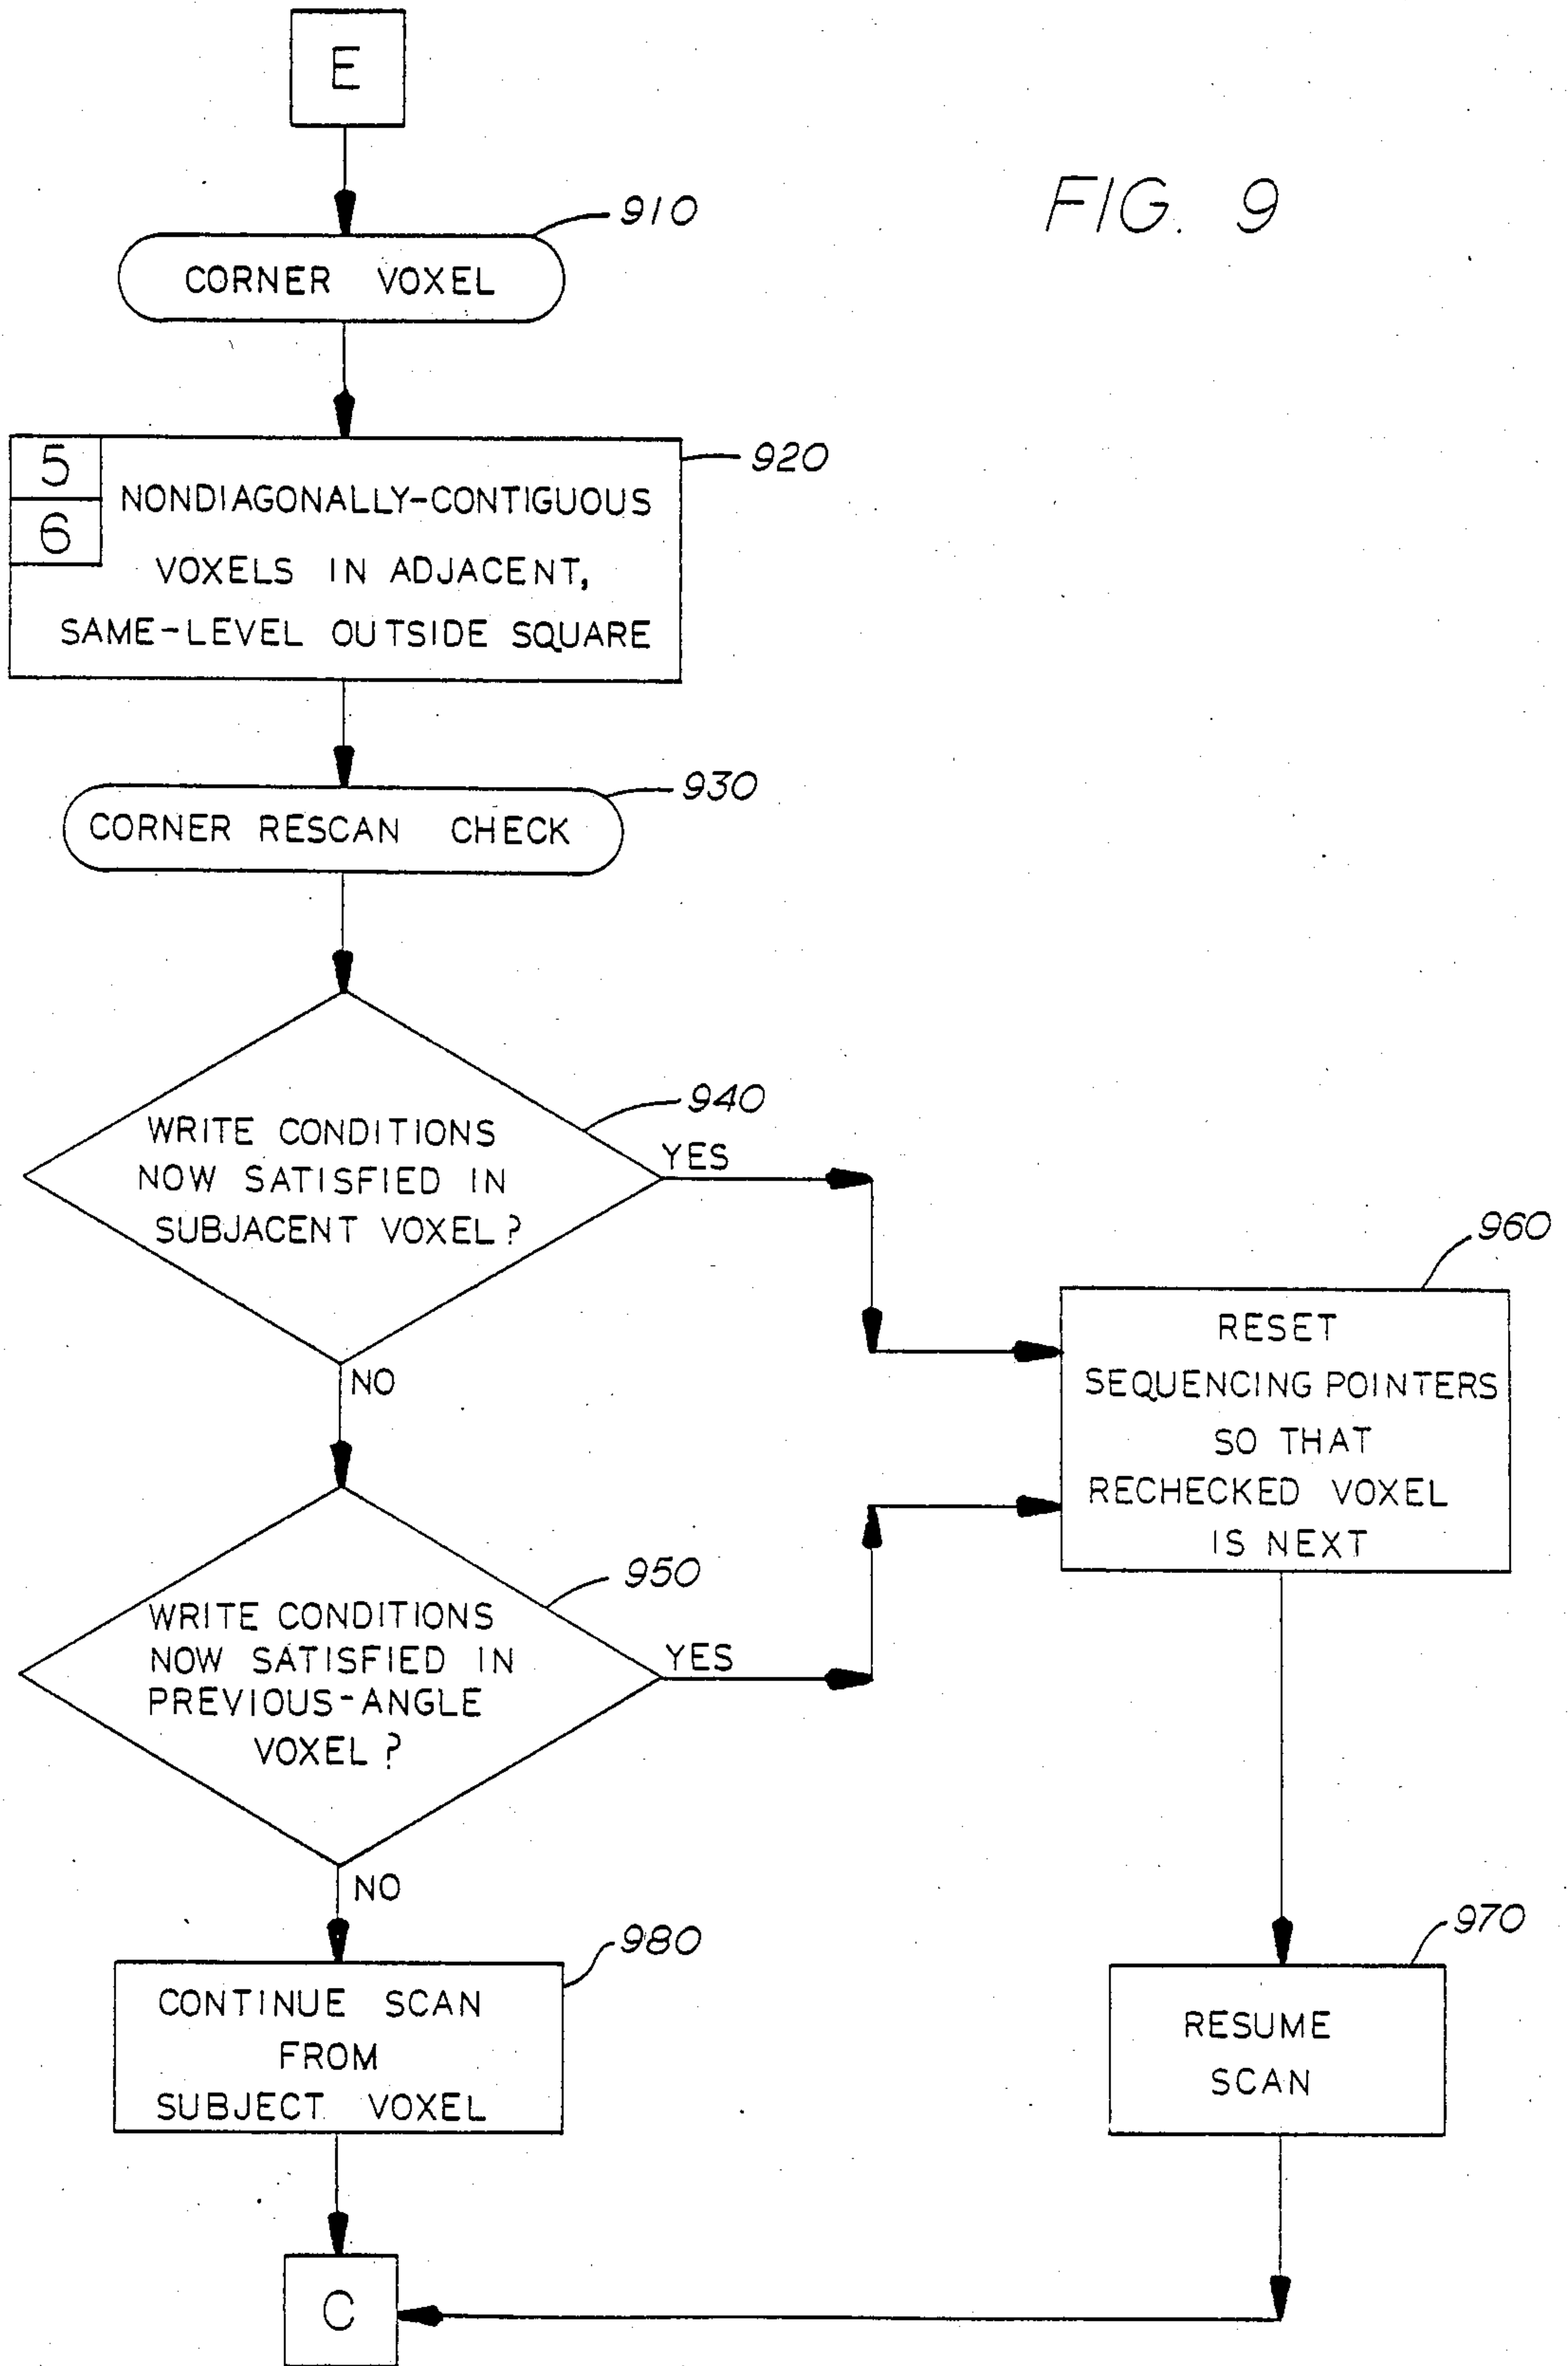 E
FIG. 9
910
CORNER VOXEL
920
5
6
NONDIAGONALLY-CONTIGUOUS
VOXELS IN ADJACENT,
SAME-LEVEL OUTSIDE SQUARE
930
CORNER RESCAN CHECK
940
WRITE CONDITIONS
NOW SATISFIED IN
SUBJACENT VOXEL?
YES
NO
960
RESET
SEQUENCING POINTERS
SO THAT
RECHECKED VOXEL
IS NEXT
950
WRITE CONDITIONS
NOW SATISFIED IN
PREVIOUS-ANGLE
VOXEL?
YES
NO
980
CONTINUE SCAN
FROM
SUBJECT VOXEL
970
RESUME
SCAN
C